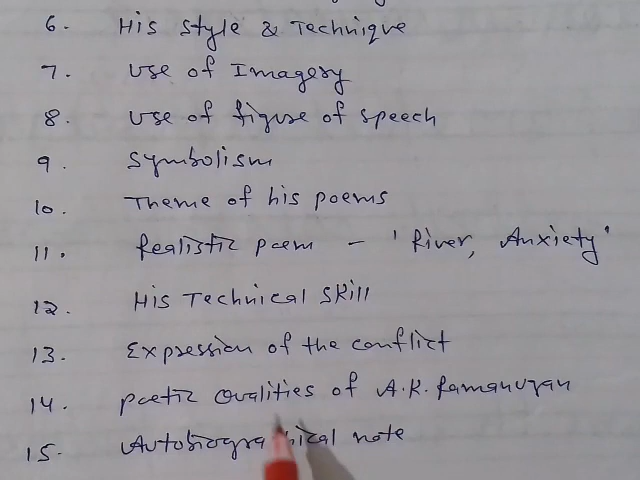 6. His Style & Technique
7. Use of Imagery
8. Use of figure of speech
9. Symbolism
10. Theme of his poems
11. Realistic poem - 'River, Anxiety'
12. His Technical Skill
13. Expression of the conflict
14. Poetic Qualities of A.K. Ramanujan
15. Autobiographical note